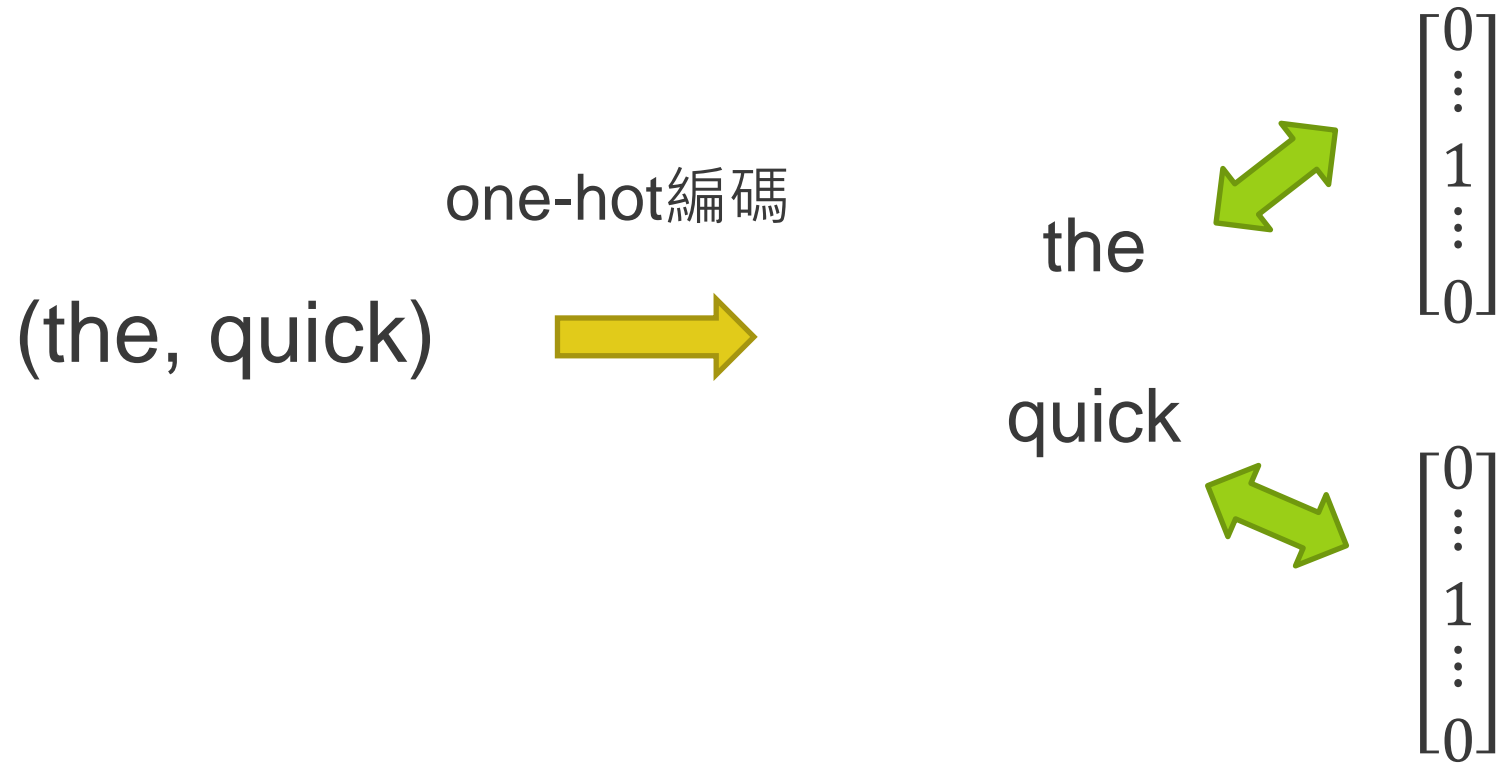 one-hot編碼
(the, quick)
the
[0 ⋮ 1 ⋮ 0]
quick
[0 ⋮ 1 ⋮ 0]